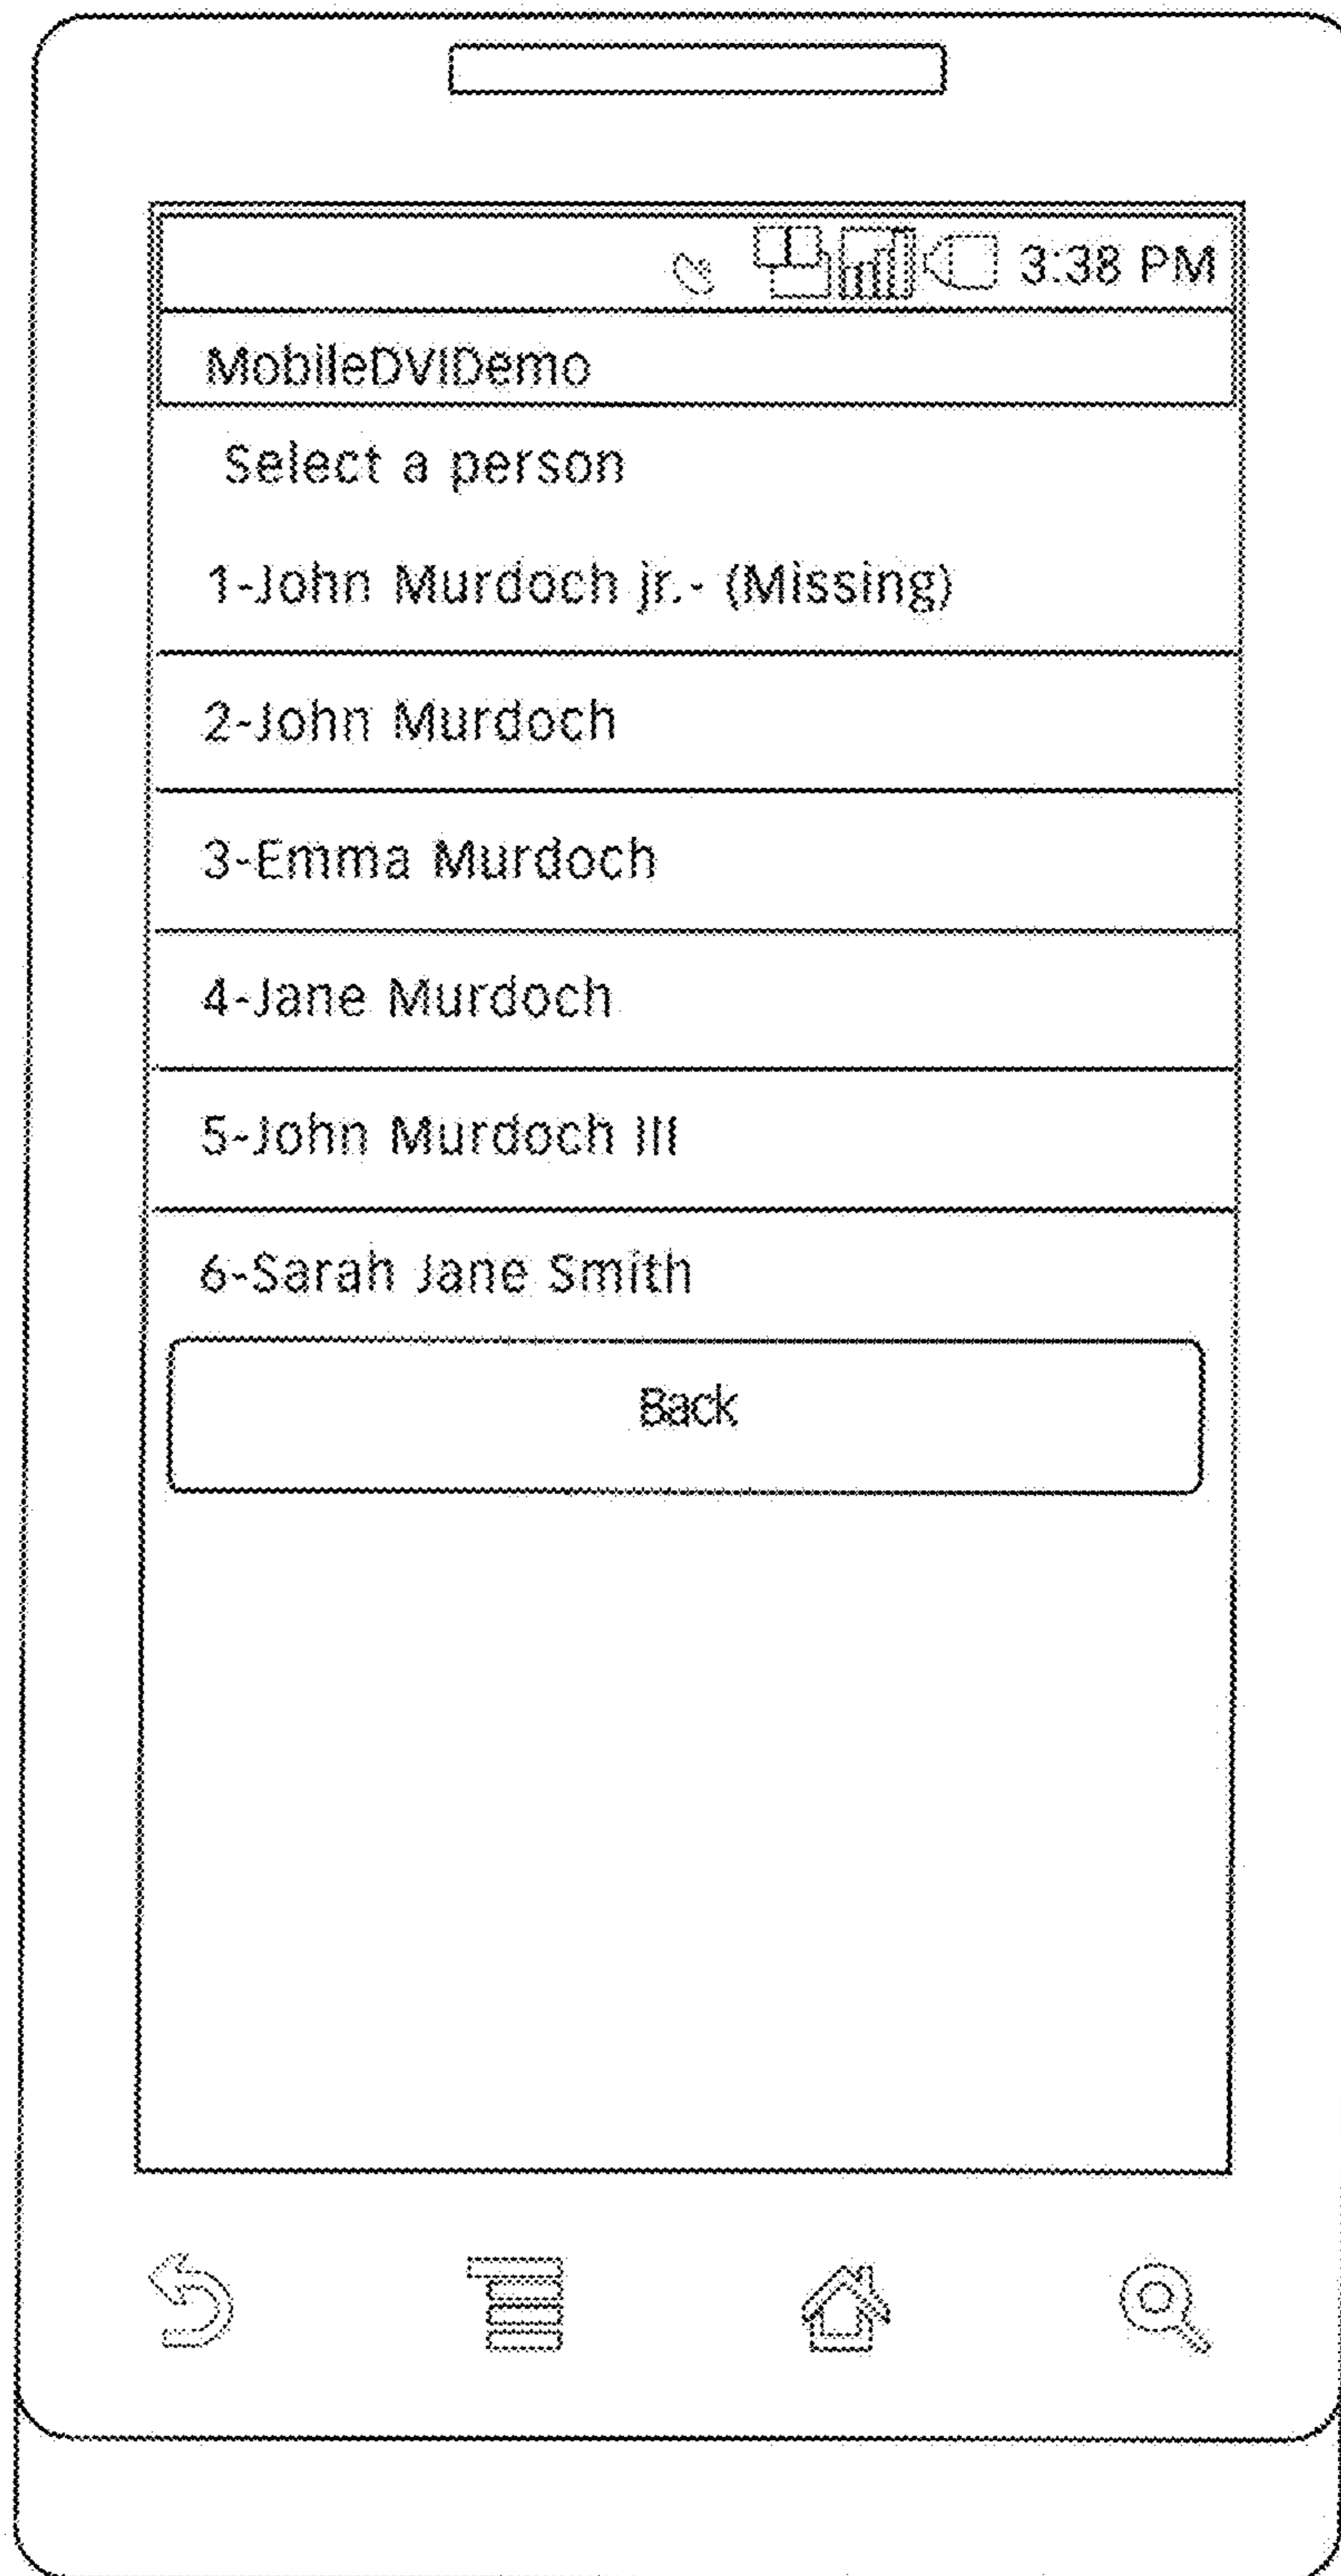 3:38 PM
MobileDVIDemo
Select a person
1-John Murdoch jr.- (Missing)
2-John Murdoch
3-Emma Murdoch
4-Jane Murdoch
5-John Murdoch III
6-Sarah Jane Smith
Back